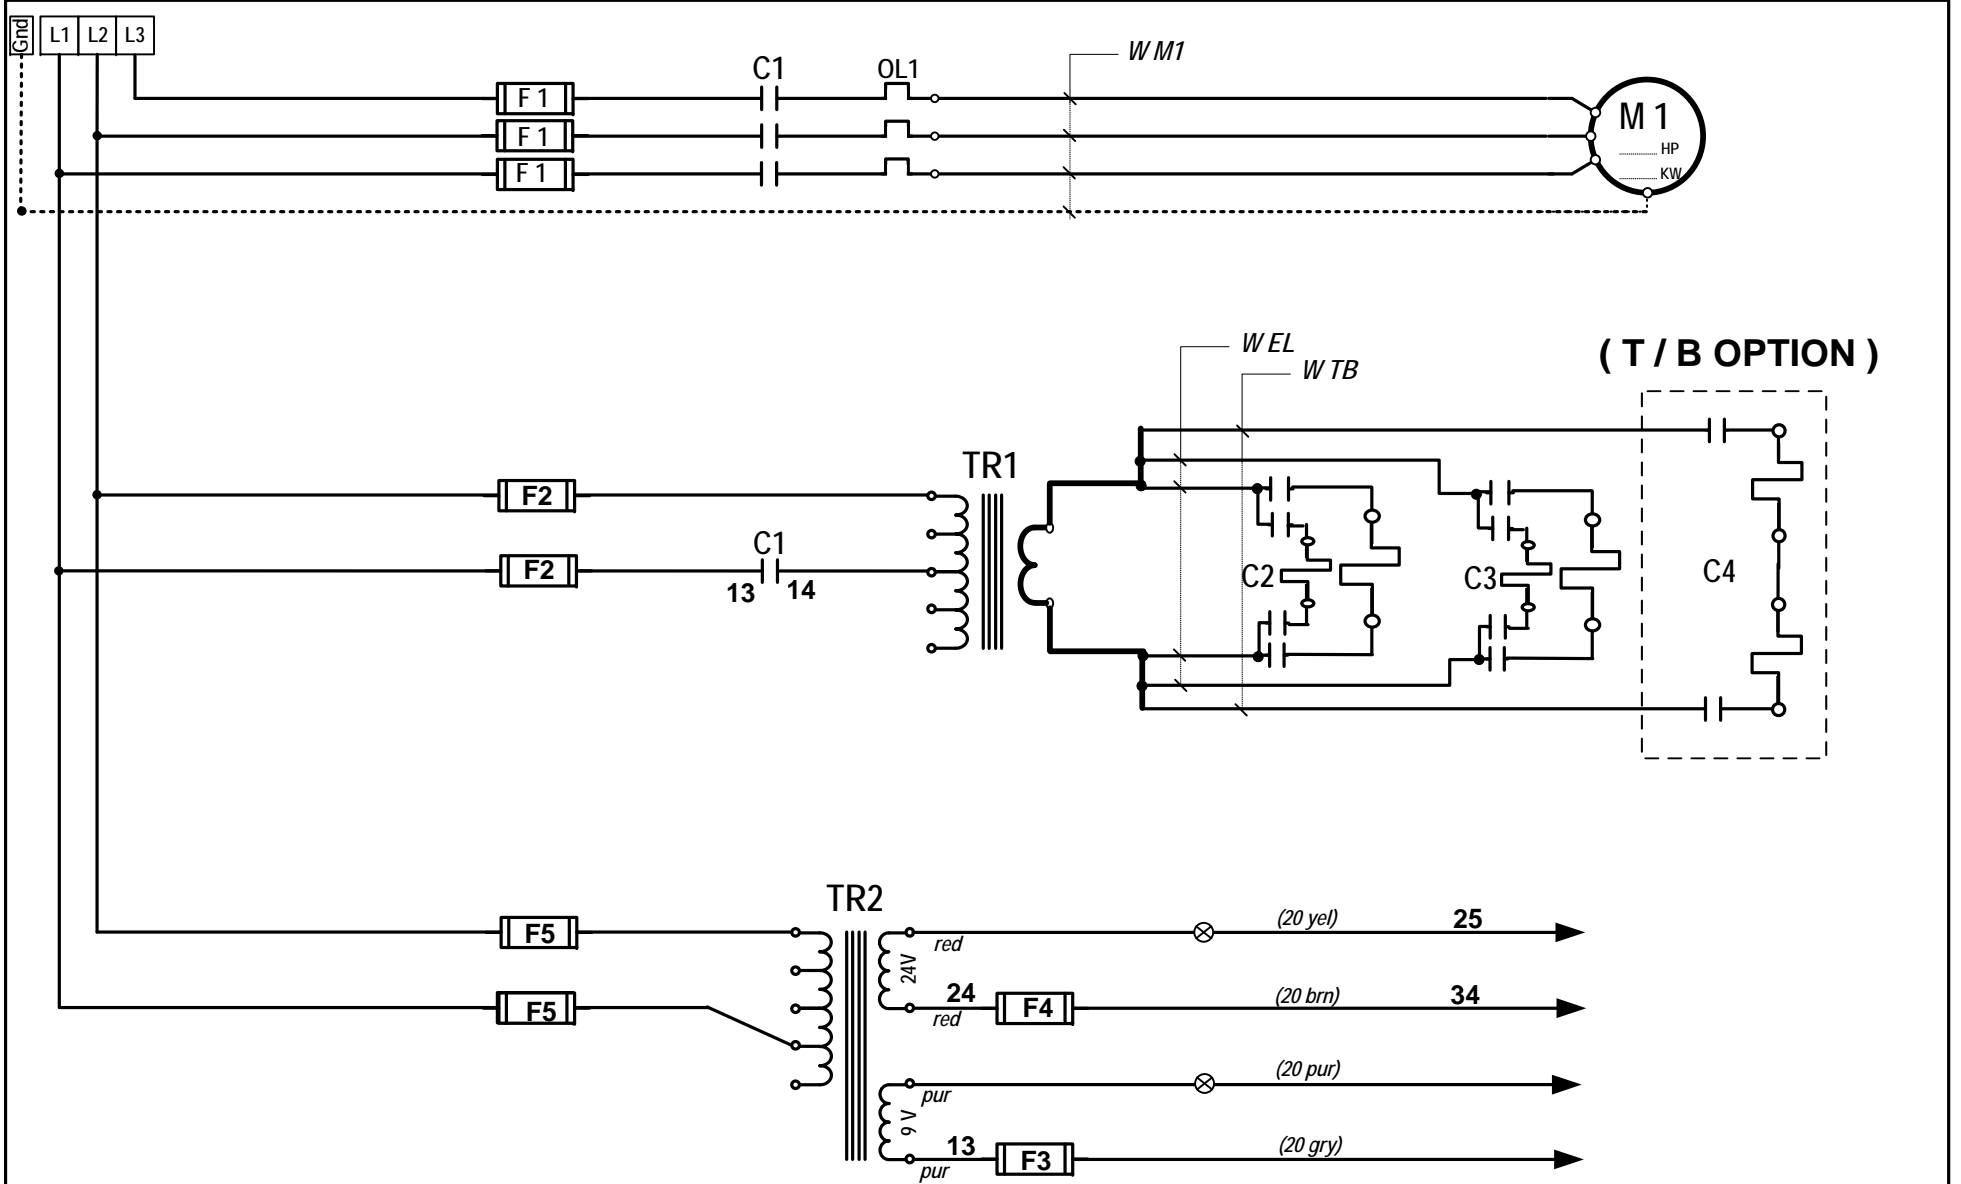 Gnd
L1 L2 L3
W M1
C1 OL1
F 1
F 1
F 1
M 1
HP
KW
W EL
W TB
( T / B OPTION )
TR1
F2
F2
C1
13 14
C2
C3
C4
TR2
F5
F5
24V
red
(20 yel) 25
24
red
F4
(20 brn) 34
9 V
pur
(20 pur)
13
pur
F3
(20 gry)